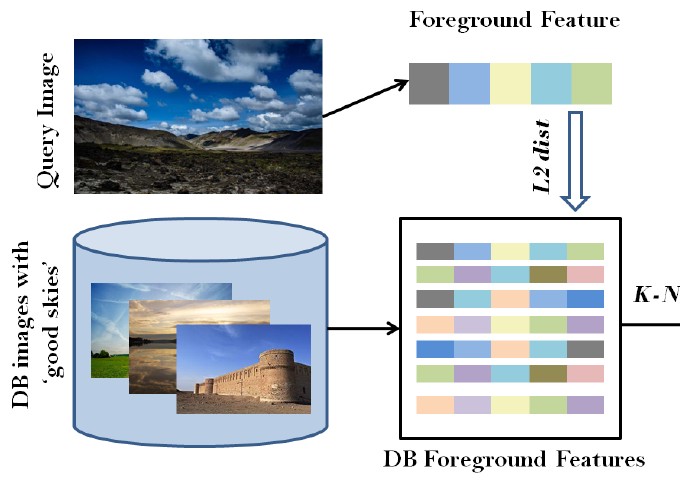 Foreground Feature
Query Image
L2 dist
DB images with
‘good skies’
K-N
DB Foreground Features